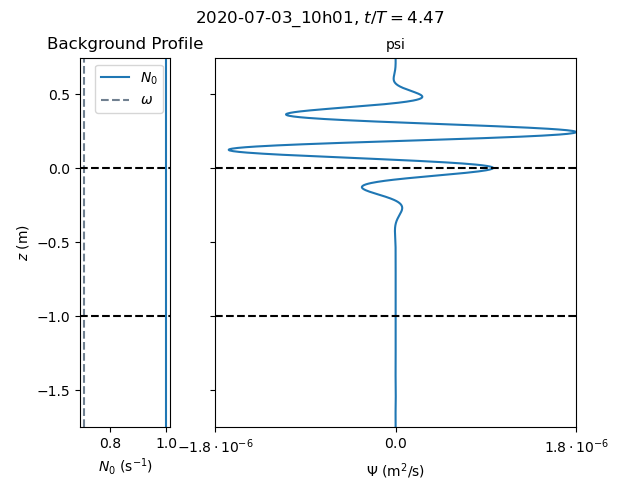 2020-07-03_10h01, t/T = 4.47
Background Profile
psi
N₀
ω
0.5
0.0
−0.5
−1.0
−1.5
z (m)
0.8
1.0
−1.8 · 10⁻⁶
0.0
1.8 · 10⁻⁶
N₀ (s⁻¹)
Ψ (m²/s)